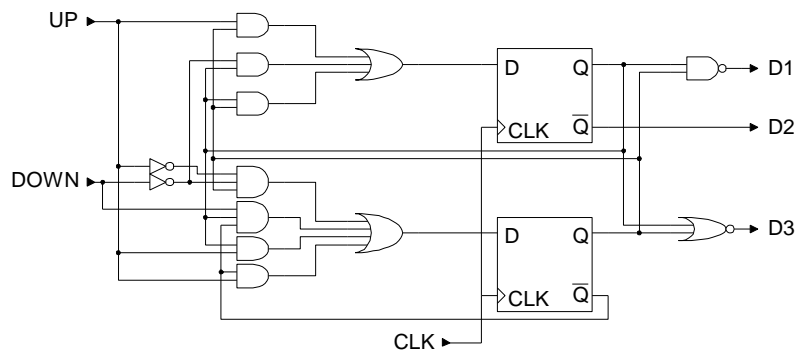 UP
D Q D1
CLK Q̅ D2
DOWN
D Q D3
CLK Q̅
CLK